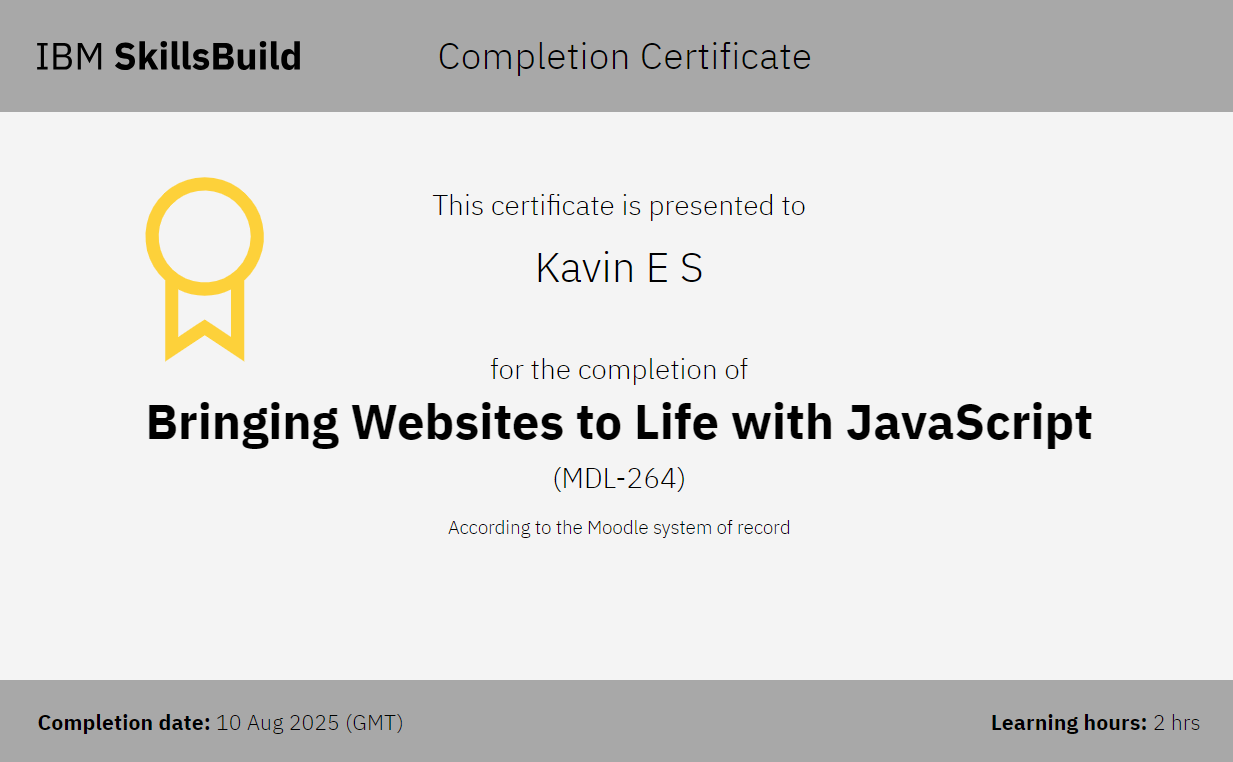 IBM SkillsBuild
Completion Certificate
This certificate is presented to
Kavin E S
for the completion of
Bringing Websites to Life with JavaScript
(MDL-264)
According to the Moodle system of record
Completion date: 10 Aug 2025 (GMT)
Learning hours: 2 hrs